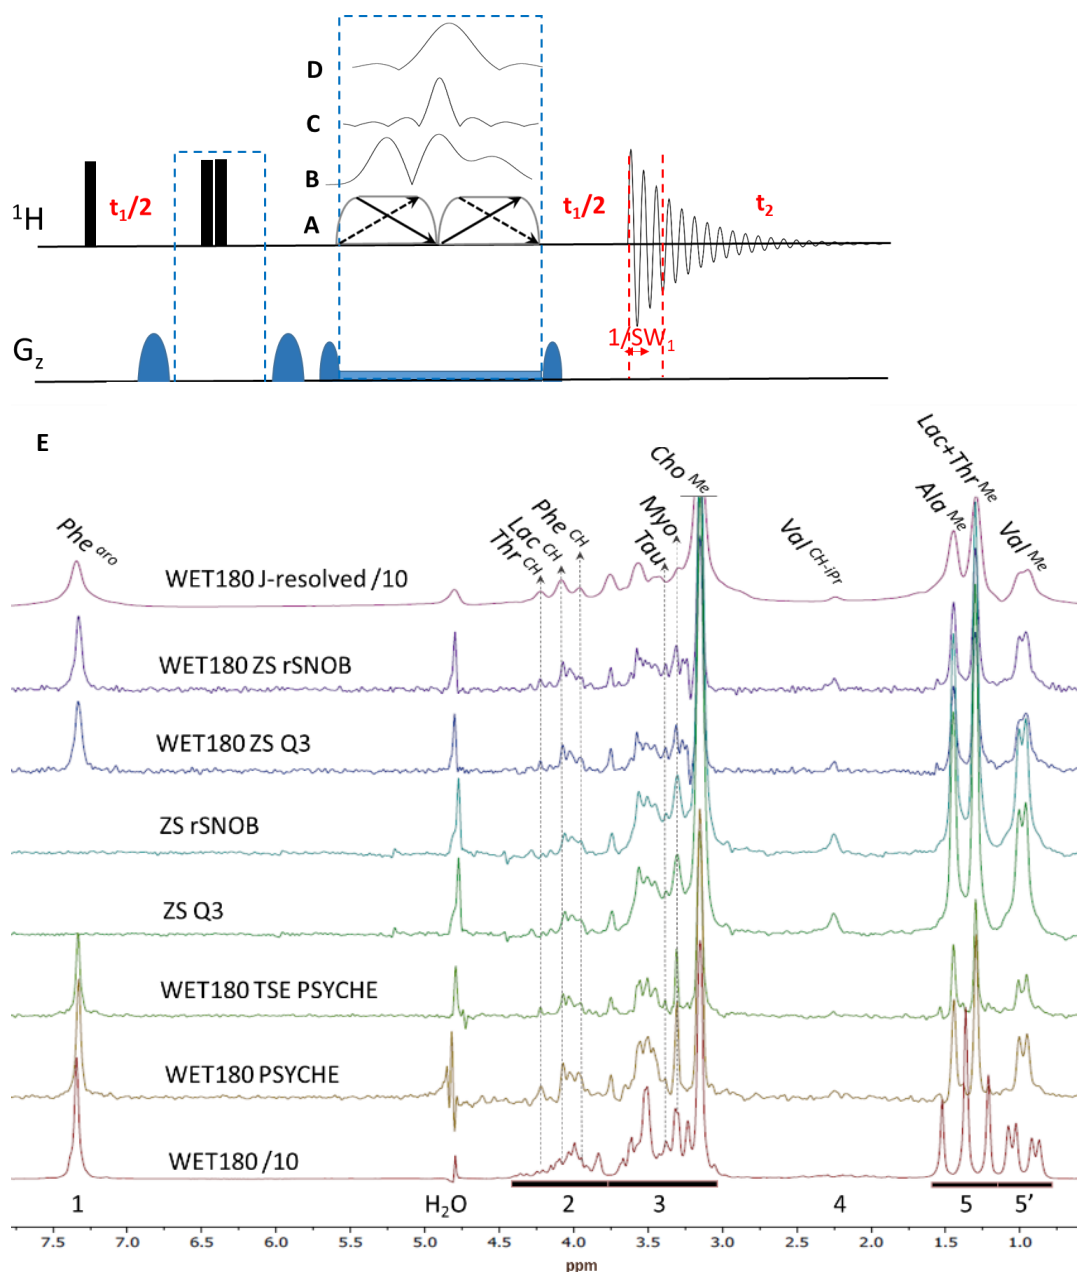 D
C
B
A
¹H
t₁/2
t₁/2
t₂
1/SW₁
G_z
E
Phe aro
Thr CH
Lac CH
Phe CH
Cho Me
Tau
Myo
Val CH-iPr
Ala Me
Lac+Thr Me
Val Me
WET180 J-resolved /10
WET180 ZS rSNOB
WET180 ZS Q3
ZS rSNOB
ZS Q3
WET180 TSE PSYCHE
WET180 PSYCHE
WET180 /10
1 H₂O 2 3 4 5 5'
7.5 7.0 6.5 6.0 5.5 5.0 4.5 4.0 3.5 3.0 2.5 2.0 1.5 1.0
ppm